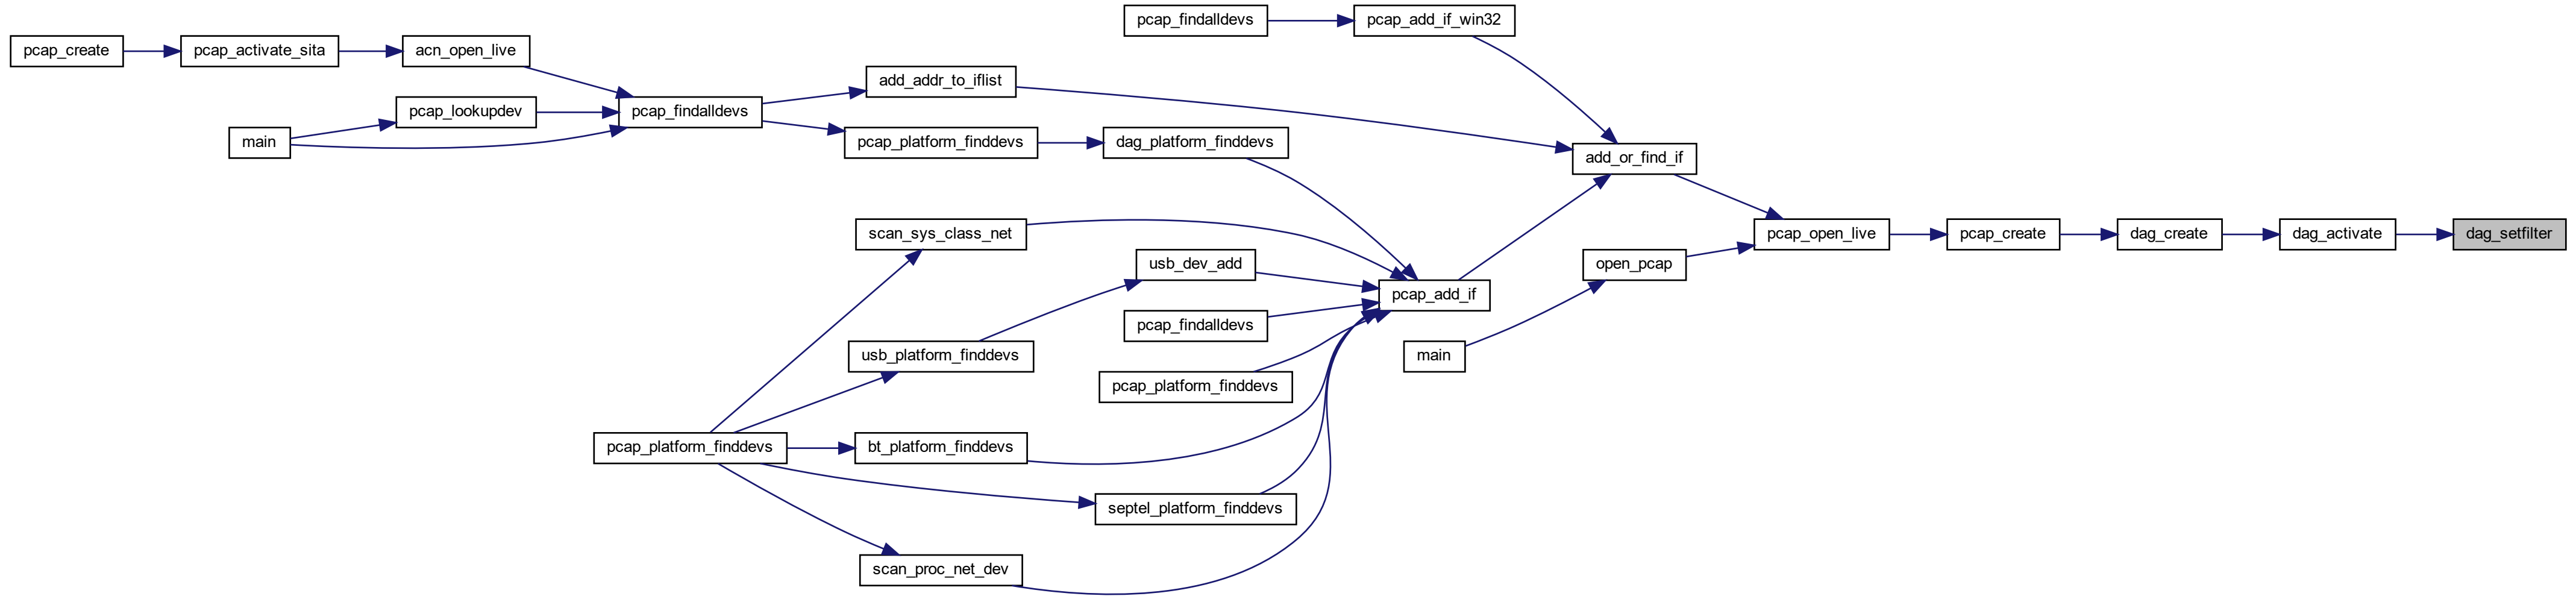 pcap_findalldevs
pcap_add_if_win32
pcap_create
pcap_activate_sita
acn_open_live
add_addr_to_iflist
pcap_lookupdev
pcap_findalldevs
main
pcap_platform_finddevs
dag_platform_finddevs
add_or_find_if
scan_sys_class_net
pcap_open_live
pcap_create
dag_create
dag_activate
dag_setfilter
usb_dev_add
open_pcap
pcap_add_if
pcap_findalldevs
usb_platform_finddevs
main
pcap_platform_finddevs
pcap_platform_finddevs
bt_platform_finddevs
septel_platform_finddevs
scan_proc_net_dev